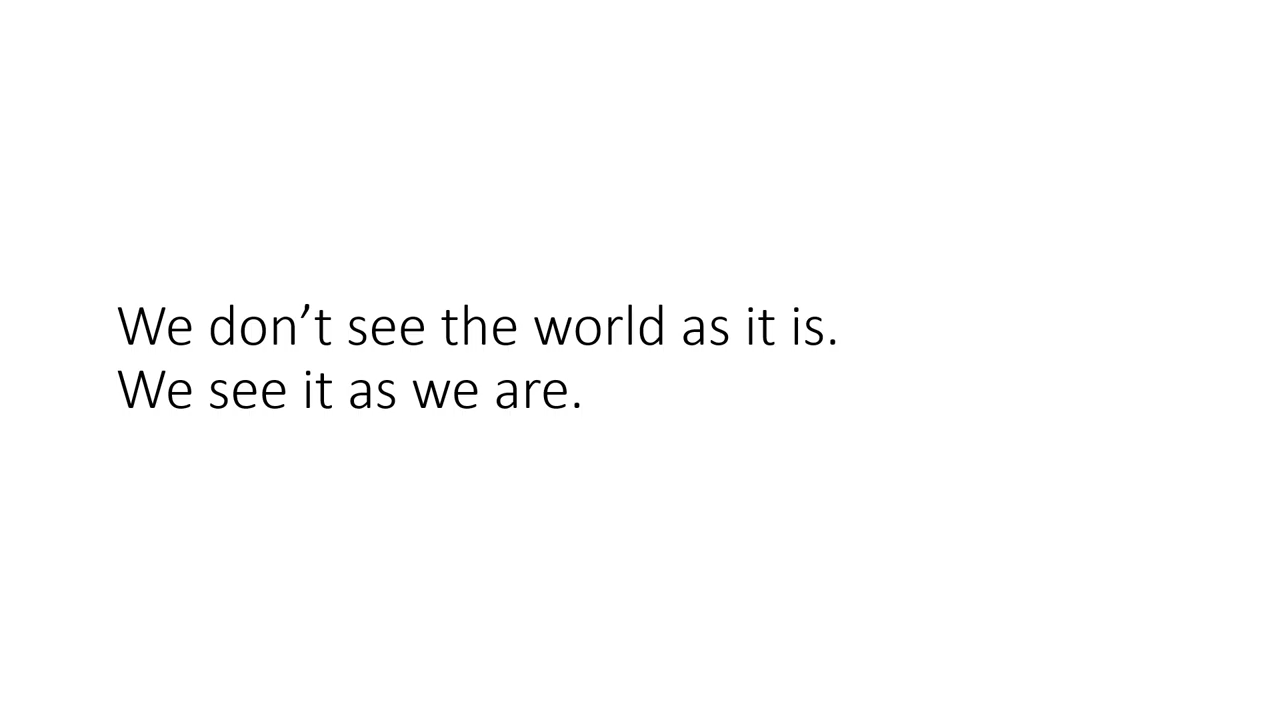 We don’t see the world as it is.
We see it as we are.